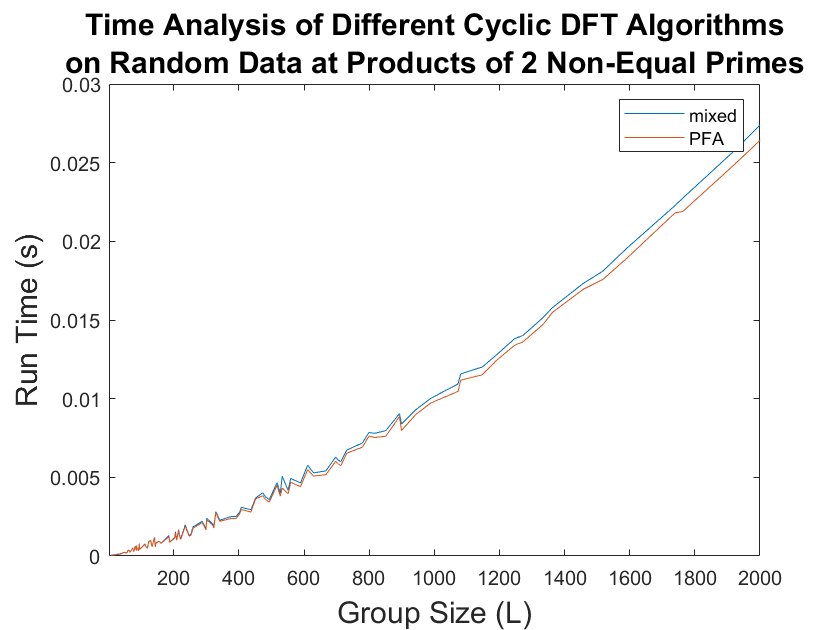 Time Analysis of Different Cyclic DFT Algorithms
on Random Data at Products of 2 Non-Equal Primes
0.03
0.025
0.02
0.015
0.01
0.005
0
Run Time (s)
mixed
PFA
200 400 600 800 1000 1200 1400 1600 1800 2000
Group Size (L)